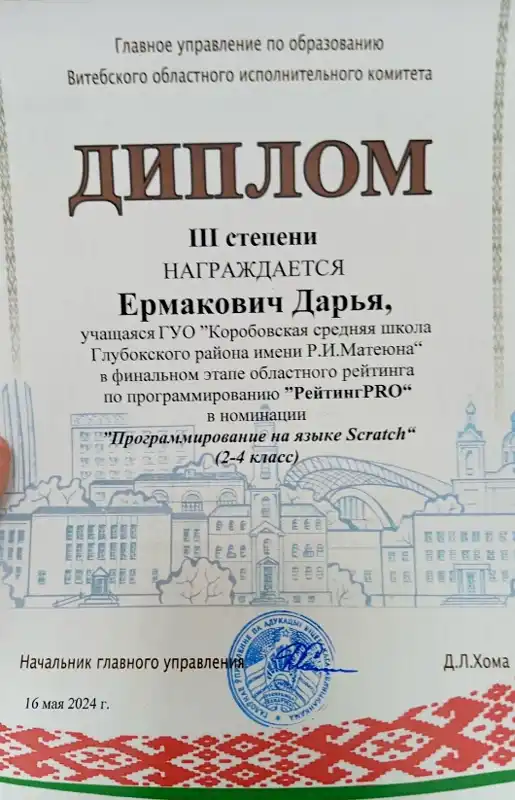 Главное управление по образованию
Витебского областного исполнительного комитета
ДИПЛОМ
III степени
НАГРАЖДАЕТСЯ
Ермакович Дарья,
учащаяся ГУО ”Коробовская средняя школа
Глубокского района имени Р.И.Матеюна“
в финальном этапе областного рейтинга
по программированию ”РейтингPRO“
в номинации
”Программирование на языке Scratch“
(2-4 класс)
Начальник главного управления
Д.Л.Хома
16 мая 2024 г.